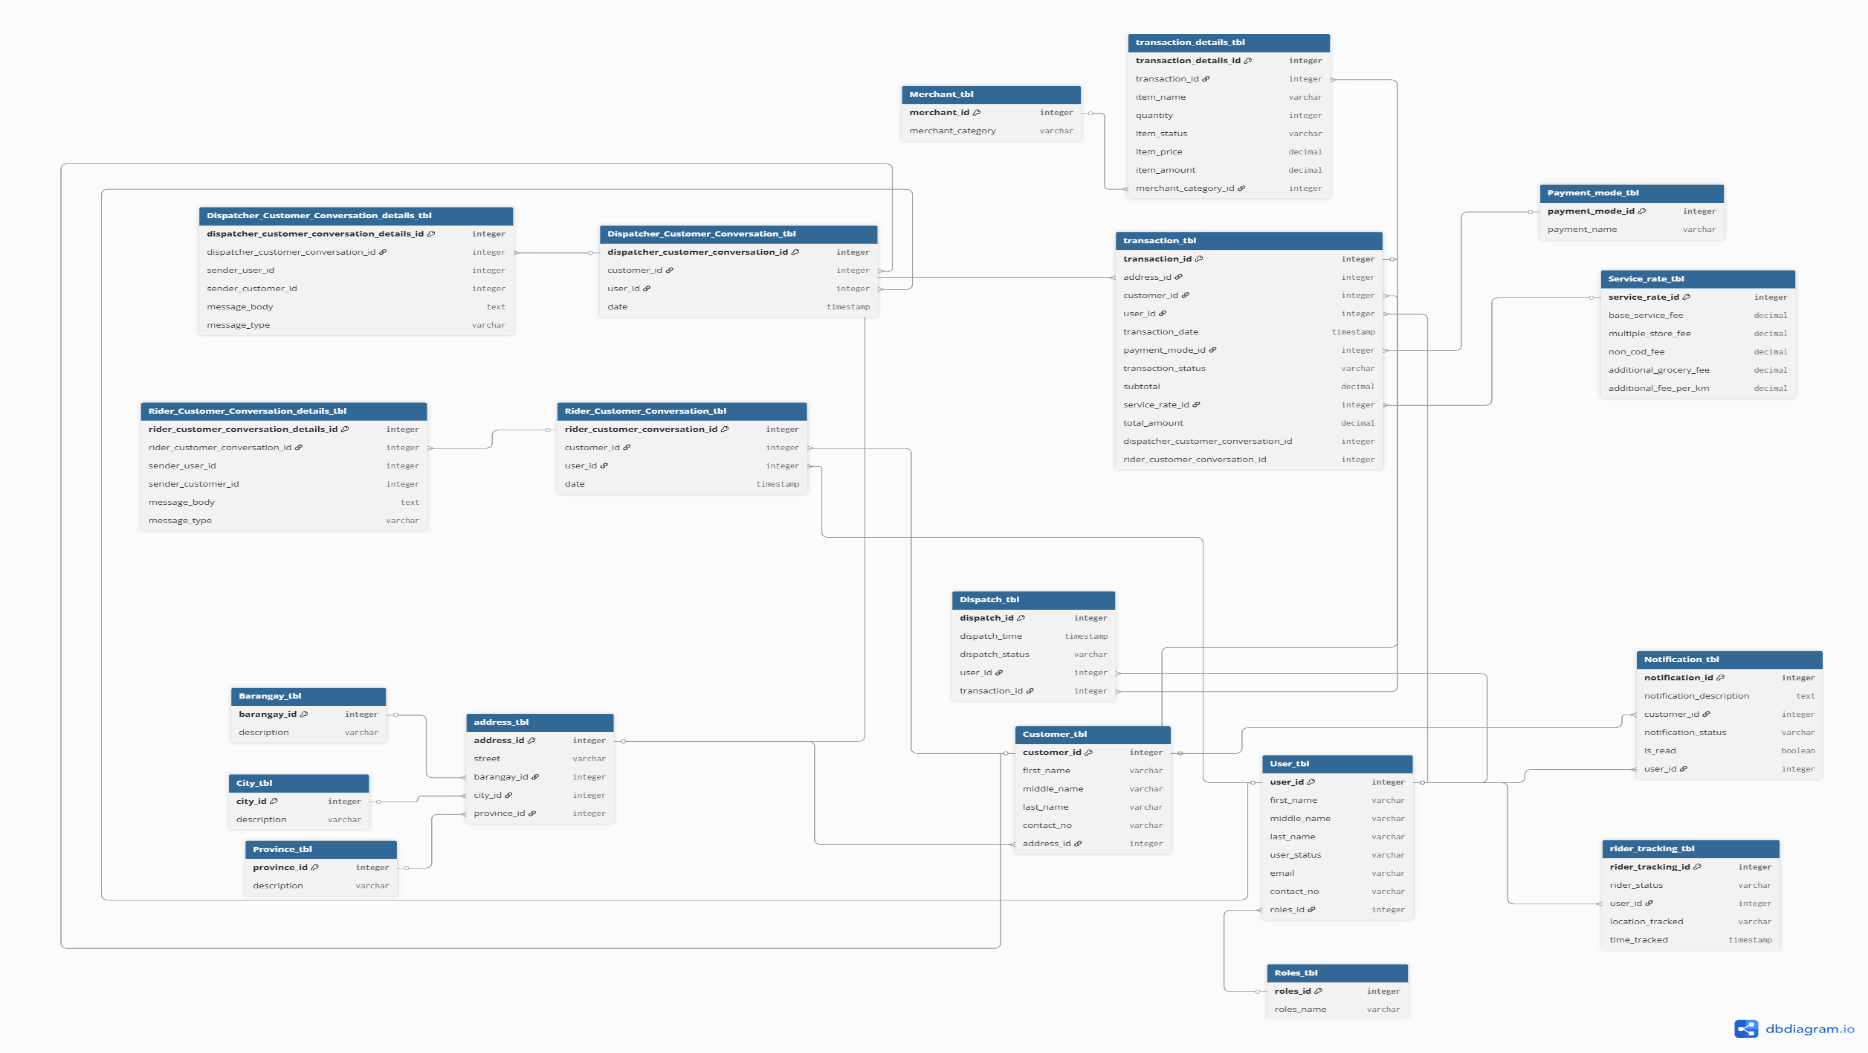 transaction_details_tbl
transaction_details_id integer
transaction_id integer
item_name varchar
quantity integer
item_status varchar
item_price decimal
item_amount decimal
merchant_category_id integer
Merchant_tbl
merchant_id integer
merchant_category varchar
Payment_mode_tbl
payment_mode_id integer
payment_name varchar
Dispatcher_Customer_Conversation_details_tbl
dispatcher_customer_conversation_details_id integer
dispatcher_customer_conversation_id integer
sender_user_id integer
sender_customer_id integer
message_body text
message_type varchar
Dispatcher_Customer_Conversation_tbl
dispatcher_customer_conversation_id integer
customer_id integer
user_id integer
date timestamp
transaction_tbl
transaction_id integer
address_id integer
customer_id integer
user_id integer
transaction_date timestamp
payment_mode_id integer
transaction_status varchar
subtotal decimal
service_rate_id integer
total_amount decimal
dispatcher_customer_conversation_id integer
rider_customer_conversation_id integer
Service_rate_tbl
service_rate_id integer
base_service_fee decimal
multiple_store_fee decimal
non_cod_fee decimal
additional_grocery_fee decimal
additional_fee_per_km decimal
Rider_Customer_Conversation_details_tbl
rider_customer_conversation_details_id integer
rider_customer_conversation_id integer
sender_user_id integer
sender_customer_id integer
message_body text
message_type varchar
Rider_Customer_Conversation_tbl
rider_customer_conversation_id integer
customer_id integer
user_id integer
date timestamp
Dispatch_tbl
dispatch_id integer
dispatch_time timestamp
dispatch_status varchar
user_id integer
transaction_id integer
Notification_tbl
notification_id integer
notification_description text
customer_id integer
notification_status varchar
is_read boolean
user_id integer
Barangay_tbl
barangay_id integer
description varchar
address_tbl
address_id integer
street varchar
barangay_id integer
city_id integer
province_id integer
Customer_tbl
customer_id integer
first_name varchar
middle_name varchar
last_name varchar
contact_no varchar
address_id integer
User_tbl
user_id integer
first_name varchar
middle_name varchar
last_name varchar
user_status varchar
email varchar
contact_no varchar
roles_id integer
City_tbl
city_id integer
description varchar
Province_tbl
province_id integer
description varchar
rider_tracking_tbl
rider_tracking_id integer
rider_status varchar
user_id integer
location_tracked varchar
time_tracked timestamp
Roles_tbl
roles_id integer
roles_name varchar
dbdiagram.io